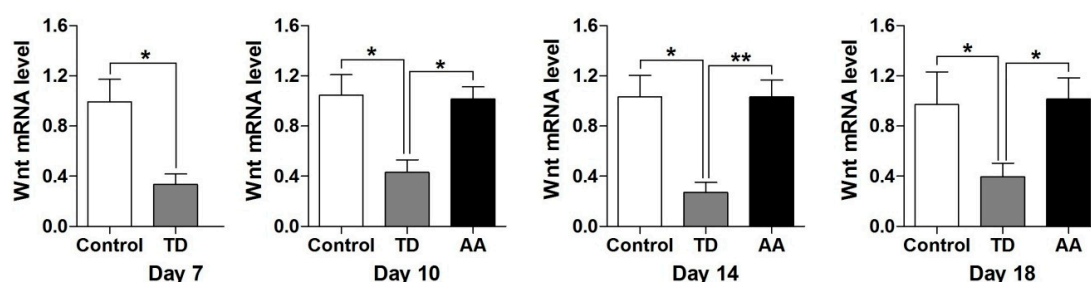 Wnt mRNA level
1.6
1.2
0.8
0.4
0.0
*
Control TD
Day 7
Wnt mRNA level
1.6
1.2
0.8
0.4
0.0
* *
Control TD AA
Day 10
Wnt mRNA level
1.6
1.2
0.8
0.4
0.0
* **
Control TD AA
Day 14
Wnt mRNA level
1.6
1.2
0.8
0.4
0.0
* *
Control TD AA
Day 18